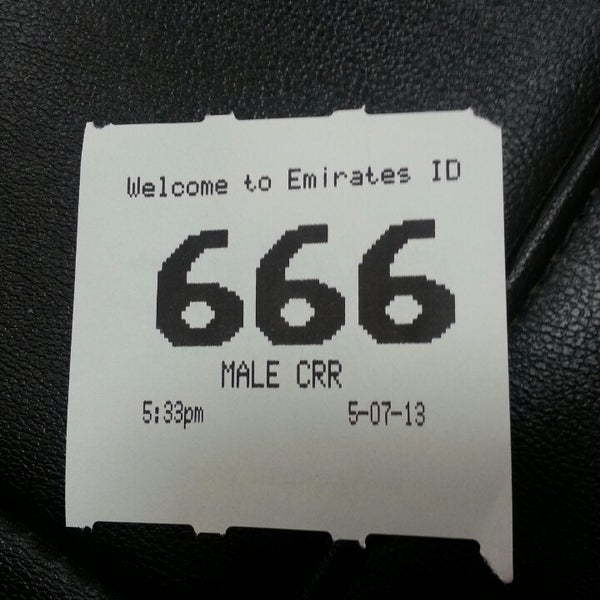 Welcome to Emirates ID
666
MALE CRR
5:33pm 5-07-13